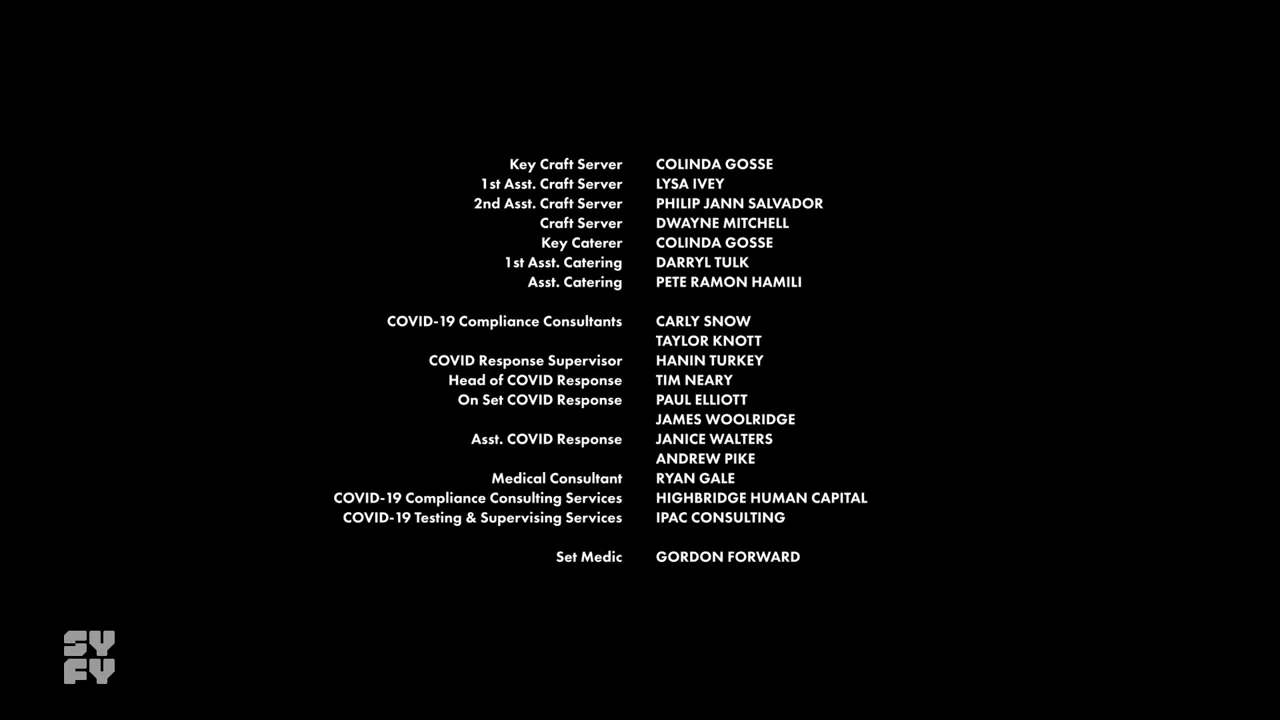 Key Craft Server COLINDA GOSSE
1st Asst. Craft Server LYSA IVEY
2nd Asst. Craft Server PHILIP JANN SALVADOR
Craft Server DWAYNE MITCHELL
Key Caterer COLINDA GOSSE
1st Asst. Catering DARRYL TULK
Asst. Catering PETE RAMON HAMILI
COVID-19 Compliance Consultants CARLY SNOW
TAYLOR KNOTT
COVID Response Supervisor HANIN TURKEY
Head of COVID Response TIM NEARY
On Set COVID Response PAUL ELLIOTT
JAMES WOOLRIDGE
Asst. COVID Response JANICE WALTERS
ANDREW PIKE
Medical Consultant RYAN GALE
COVID-19 Compliance Consulting Services HIGHBRIDGE HUMAN CAPITAL
COVID-19 Testing & Supervising Services IPAC CONSULTING
Set Medic GORDON FORWARD
SY
FY